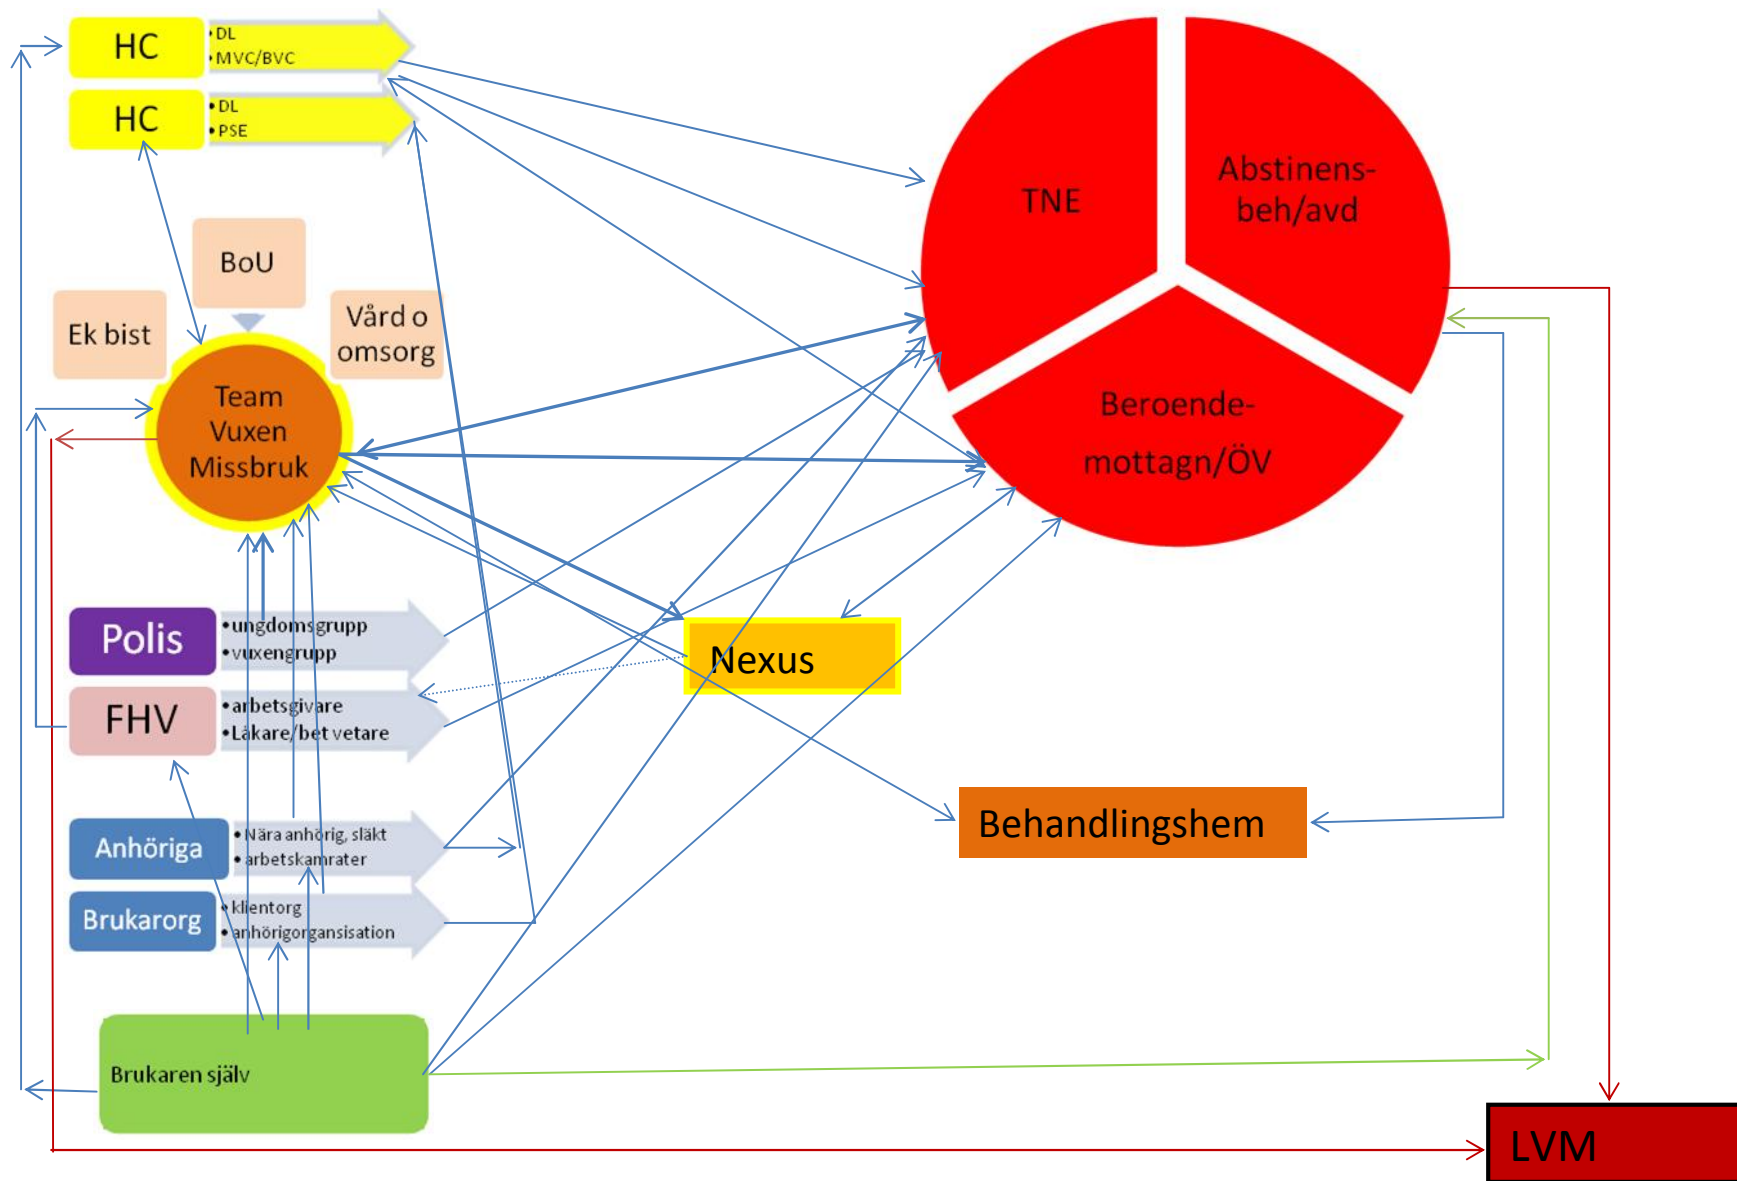 HC
•DL
•MVC/BVC
HC
•DL
•PSE
BoU
Ek bist
Vård o
omsorg
Team
Vuxen
Missbruk
TNE
Abstinens-
beh/avd
Beroende-
mottagn/ÖV
Polis
•ungdomsgrupp
•vuxengrupp
Nexus
FHV
•arbetsgivare
•Läkare/bet vetare
Anhöriga
•Nära anhörig, släkt
•arbetskamrater
Behandlingshem
Brukarorg
•klientorg
•anhörigorgansisation
Brukaren själv
LVM